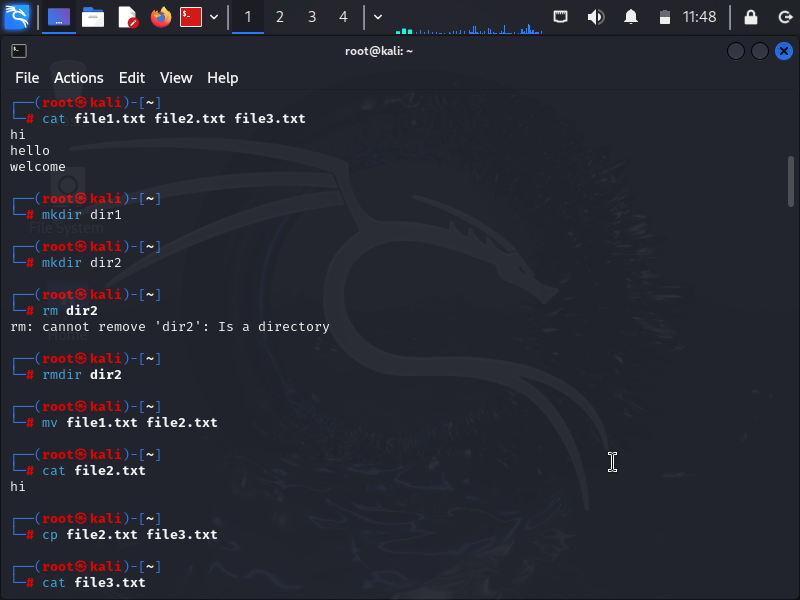 1 2 3 4 11:48
root@kali: ~
File Actions Edit View Help
┌──(root㉿kali)-[~]
└─# cat file1.txt file2.txt file3.txt
hi
hello
welcome
┌──(root㉿kali)-[~]
└─# mkdir dir1
File System
┌──(root㉿kali)-[~]
└─# mkdir dir2
┌──(root㉿kali)-[~]
└─# rm dir2
rm: cannot remove 'dir2': Is a directory
Home
┌──(root㉿kali)-[~]
└─# rmdir dir2
┌──(root㉿kali)-[~]
└─# mv file1.txt file2.txt
┌──(root㉿kali)-[~]
└─# cat file2.txt
hi
┌──(root㉿kali)-[~]
└─# cp file2.txt file3.txt
┌──(root㉿kali)-[~]
└─# cat file3.txt